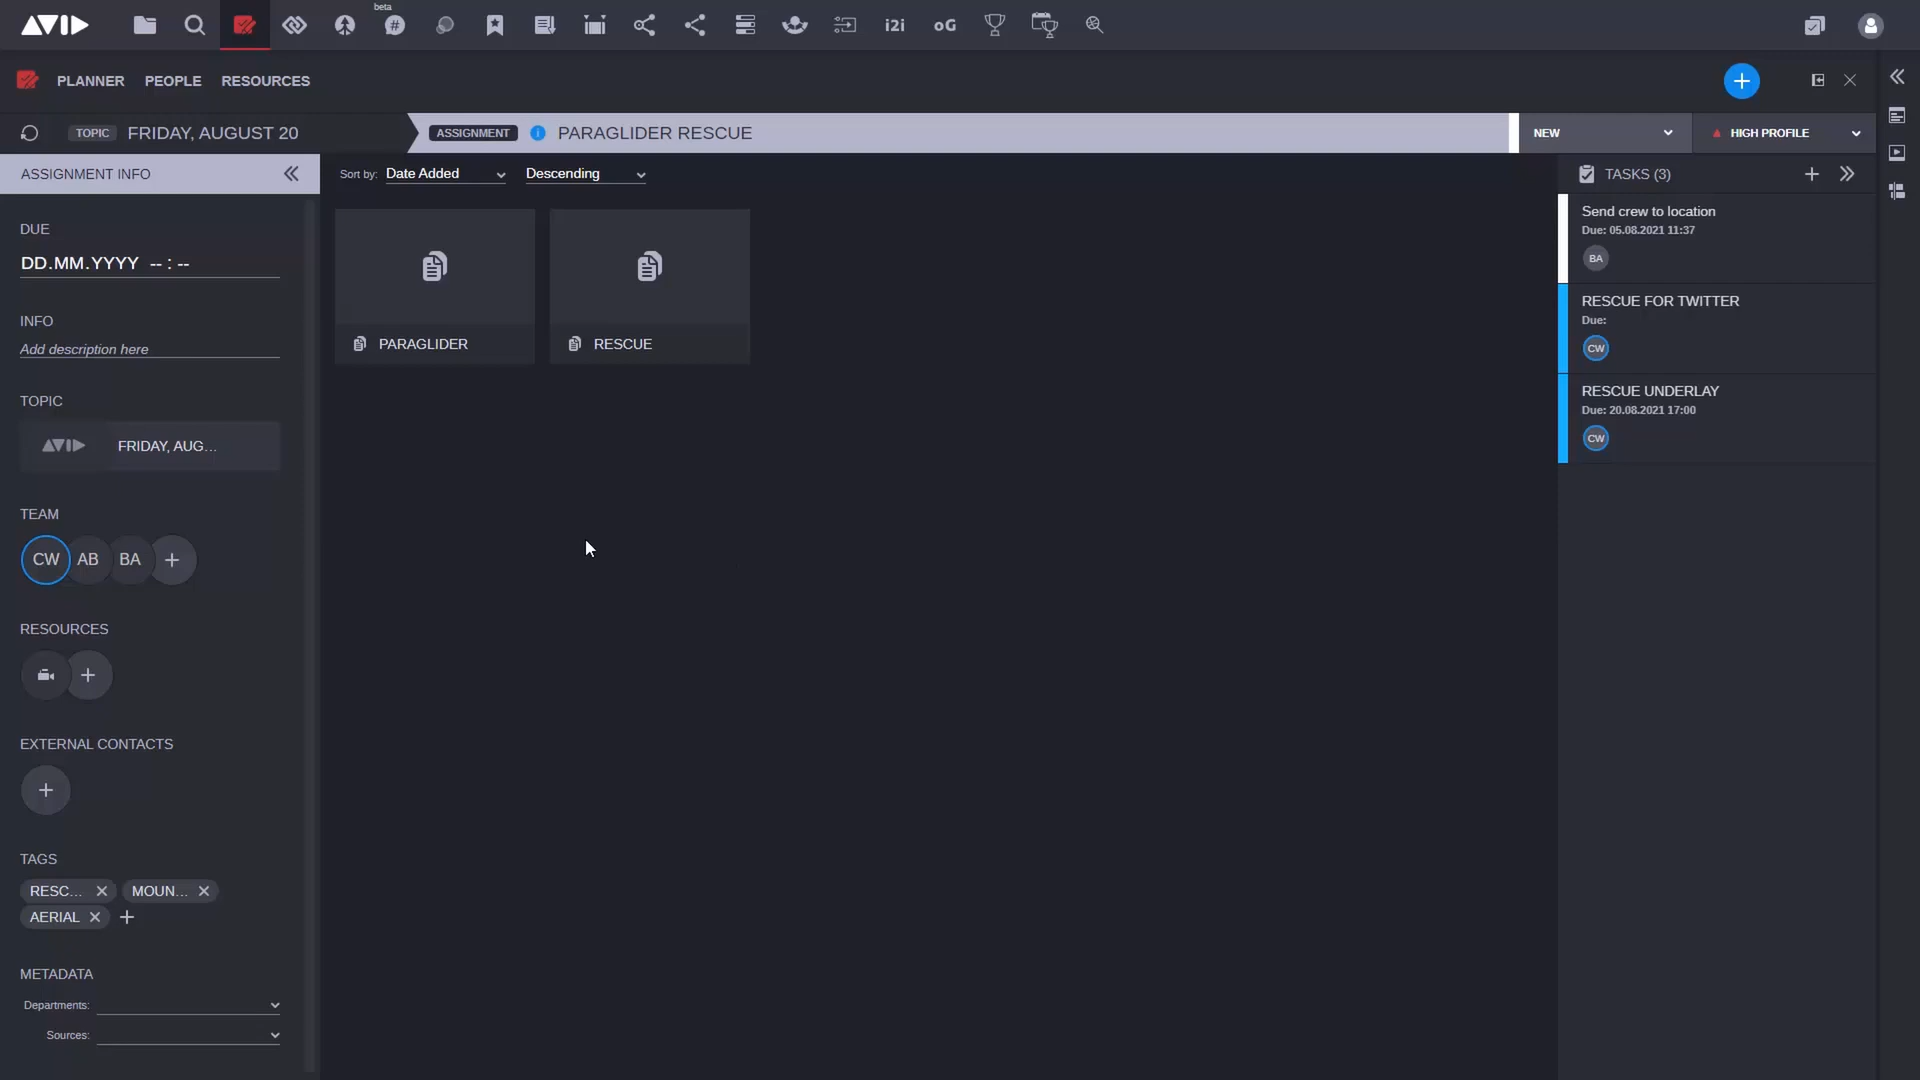 beta
AVID
#
i2i
oG
PLANNER PEOPLE RESOURCES
TOPIC FRIDAY, AUGUST 20
ASSIGNMENT i PARAGLIDER RESCUE
NEW
HIGH PROFILE
ASSIGNMENT INFO
Sort by: Date Added Descending
TASKS (3)
DUE
DD.MM.YYYY -- : --
INFO
Add description here
TOPIC
AVID FRIDAY, AUG...
TEAM
CW AB BA
RESOURCES
EXTERNAL CONTACTS
TAGS
RESC... MOUN...
AERIAL
METADATA
Departments:
Sources:
PARAGLIDER
RESCUE
Send crew to location
Due: 05.08.2021 11:37
BA
RESCUE FOR TWITTER
Due:
CW
RESCUE UNDERLAY
Due: 20.08.2021 17:00
CW